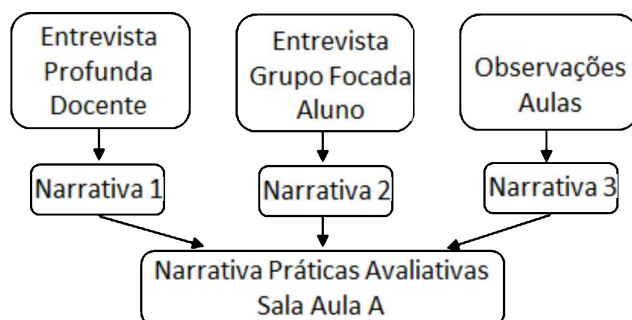 Entrevista
Profunda
Docente
Entrevista
Grupo Focada
Aluno
Observações
Aulas
Narrativa 1
Narrativa 2
Narrativa 3
Narrativa Práticas Avaliativas
Sala Aula A